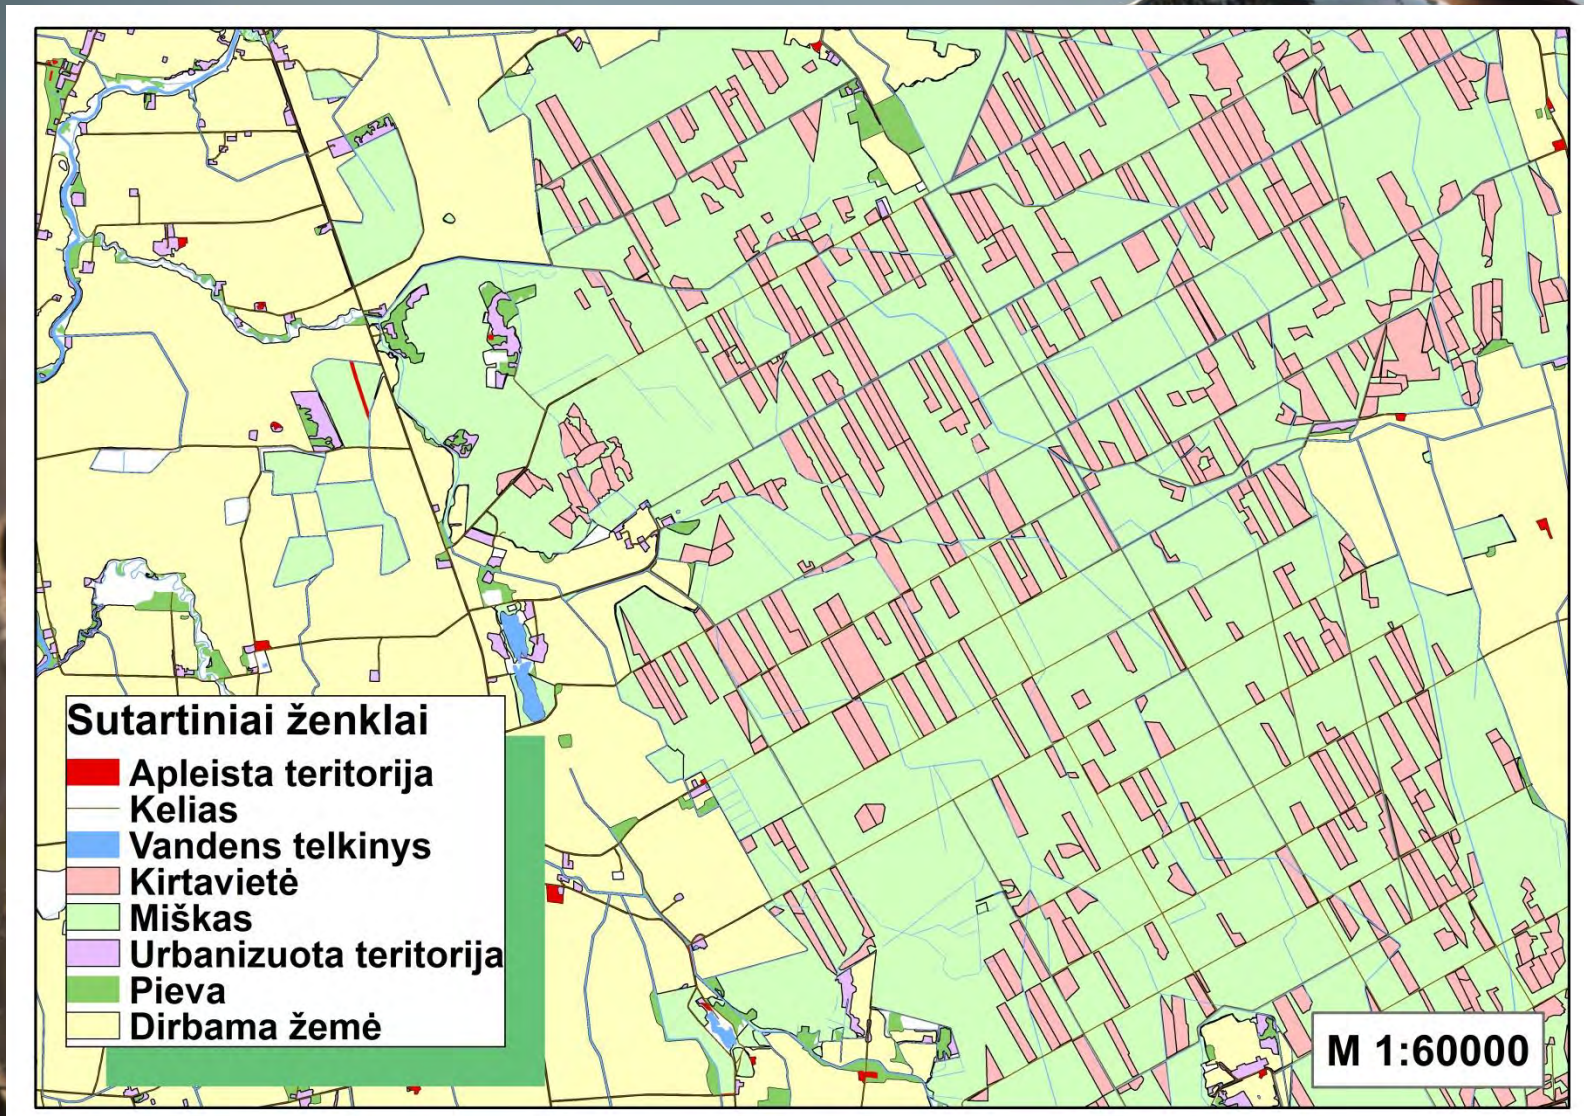 Sutartiniai ženklai
Apleista teritorija
Kelias
Vandens telkinys
Kirtavietė
Miškas
Urbanizuota teritorija
Pieva
Dirbama žemė
M 1:60000